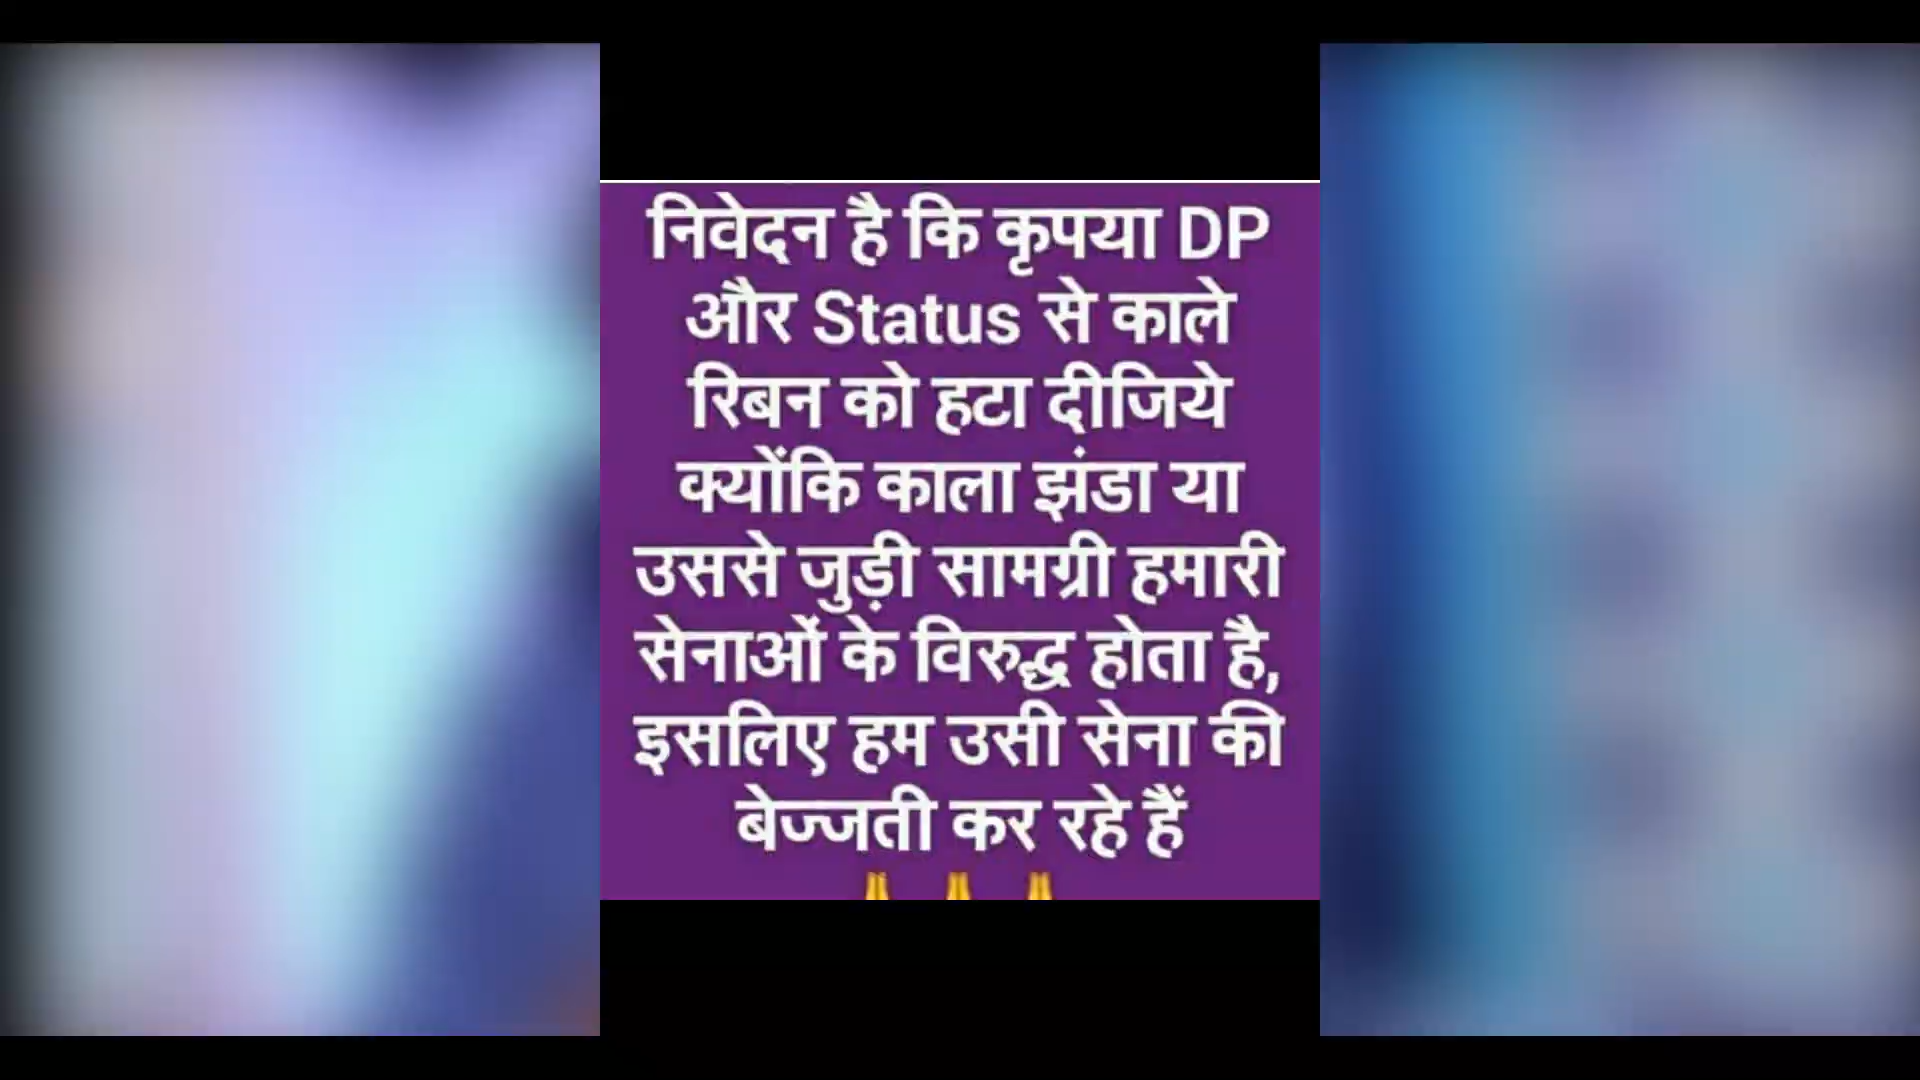 निवेदन है कि कृपया DP
और Status से काले
रिबन को हटा दीजिये
क्योंकि काला झंडा या
उससे जुड़ी सामग्री हमारी
सेनाओं के विरुद्ध होता है,
इसलिए हम उसी सेना की
बेज्जती कर रहे हैं